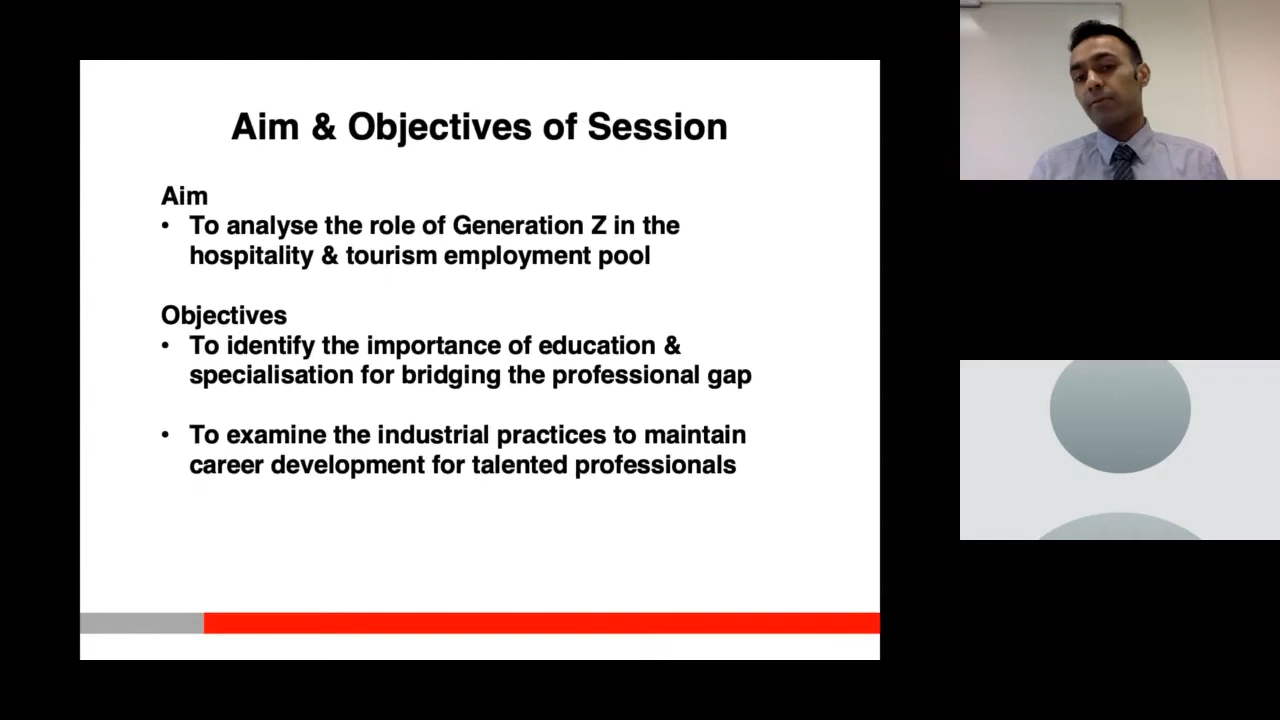 Aim & Objectives of Session
Aim
• To analyse the role of Generation Z in the
hospitality & tourism employment pool
Objectives
• To identify the importance of education &
specialisation for bridging the professional gap
• To examine the industrial practices to maintain
career development for talented professionals